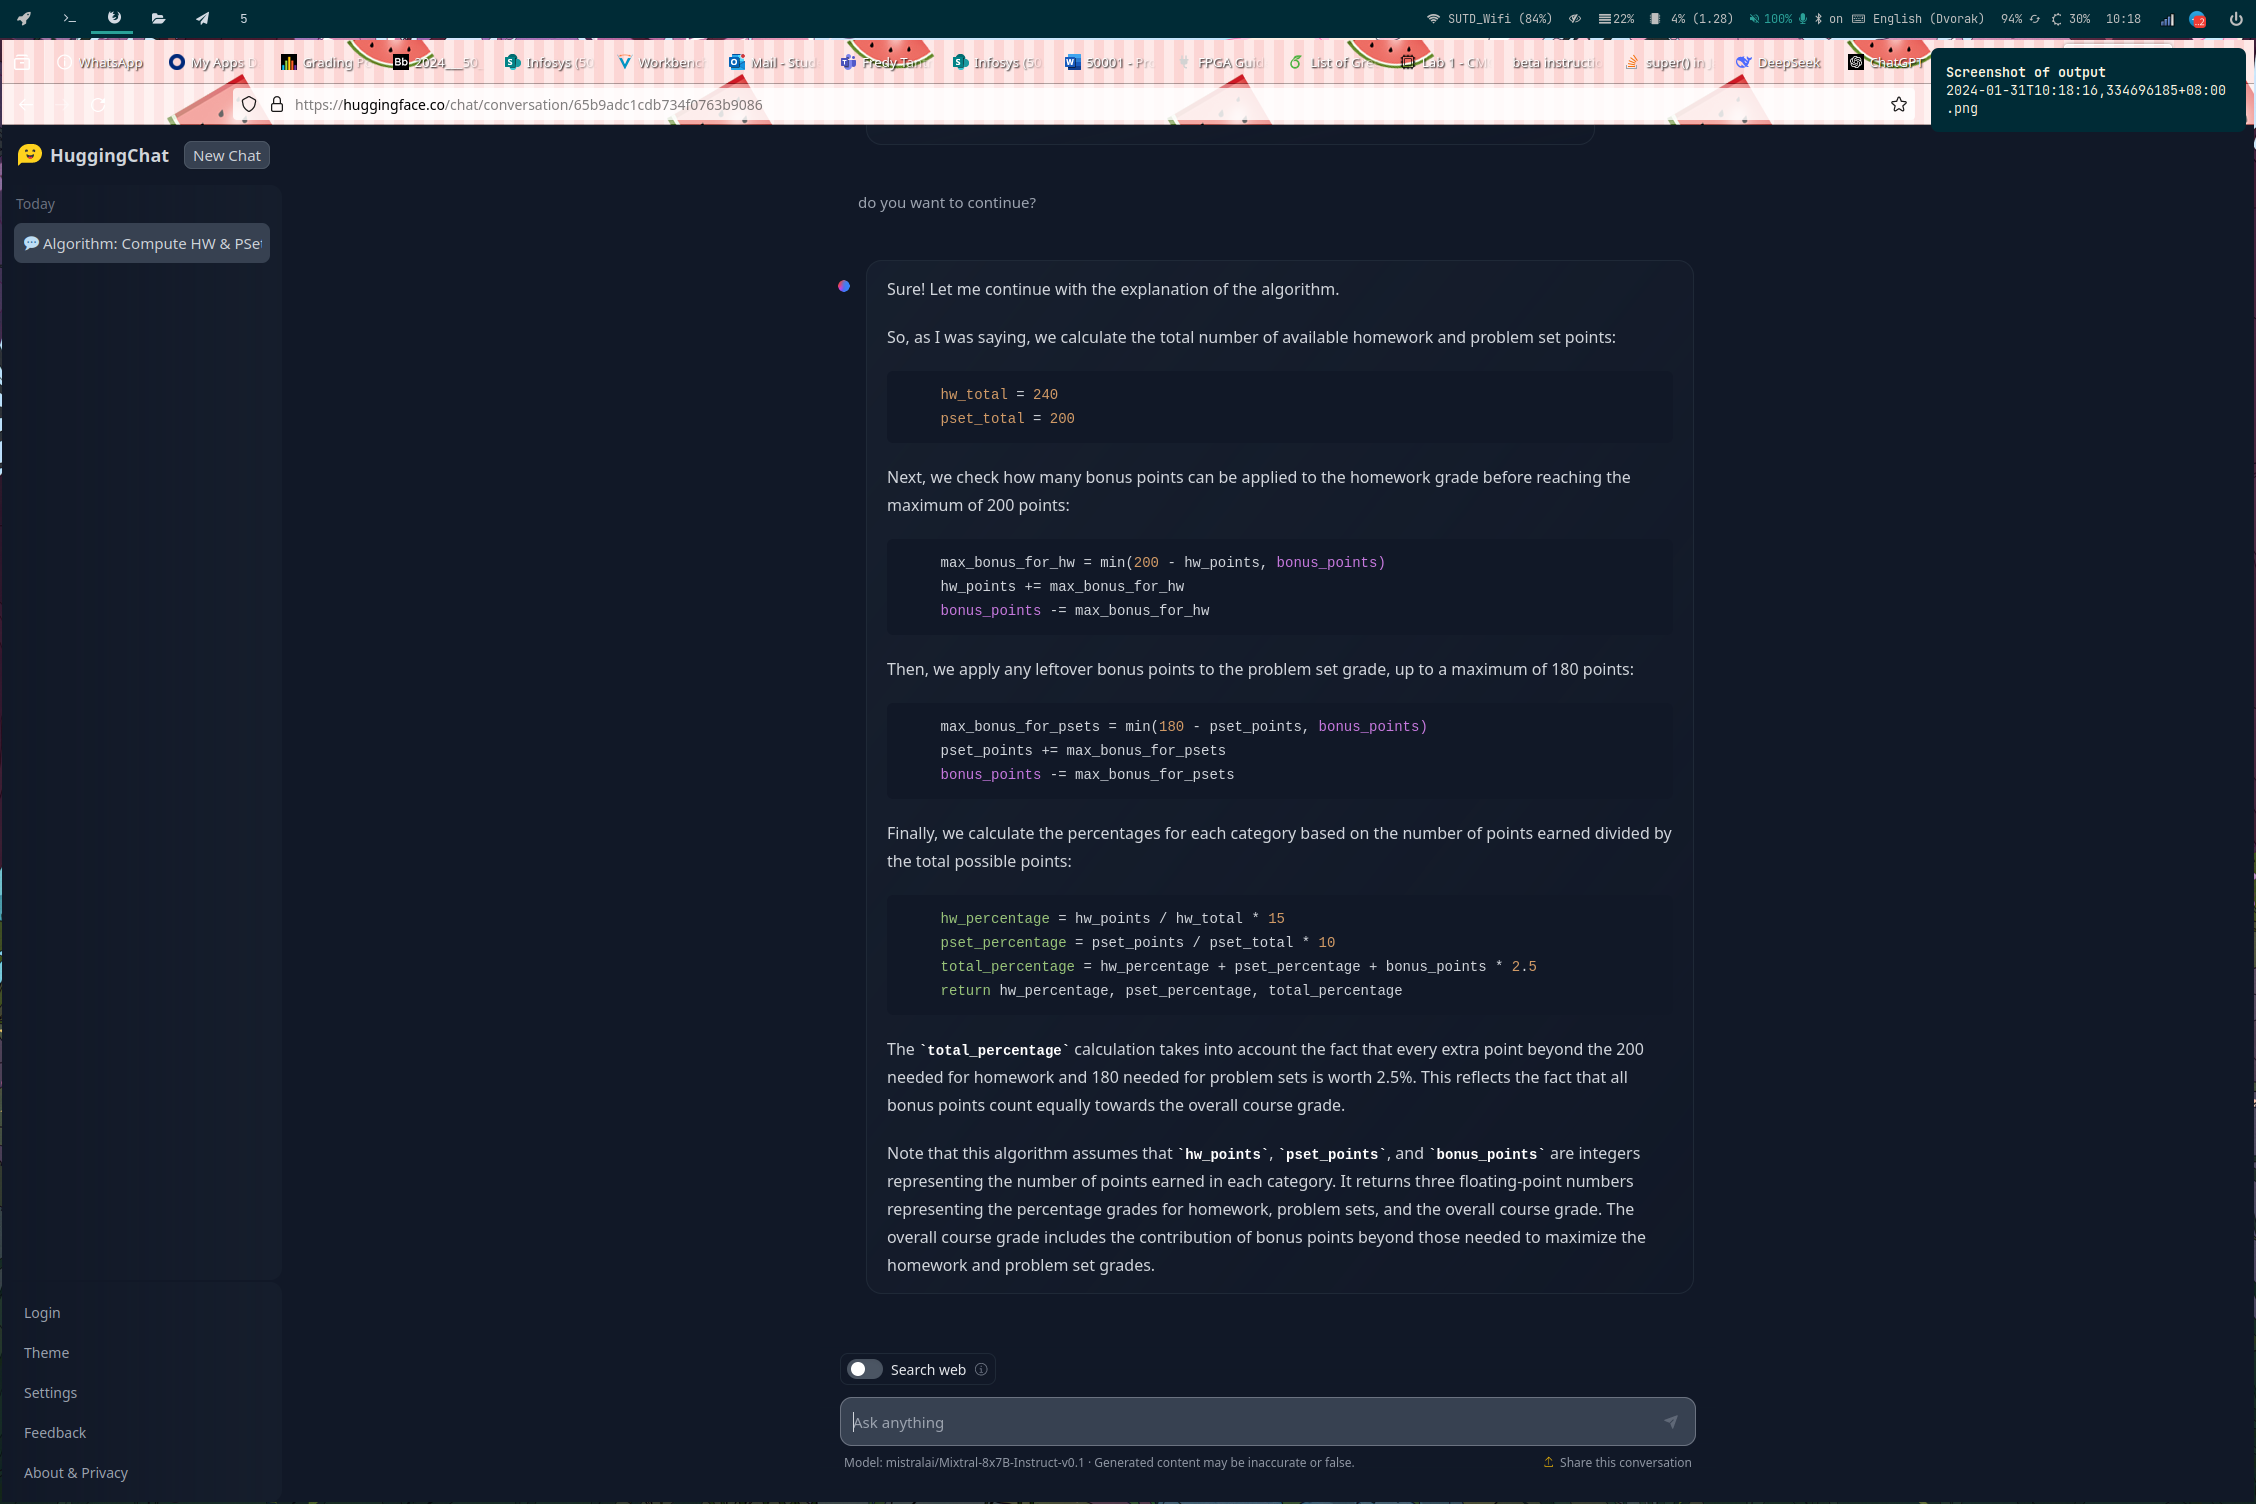 5
SUTD_Wifi (84%) 22% 4% (1.28) 100% on English (Dvorak) 94% 30% 10:18
WhatsApp My Apps D Grading P Bb 2024__50 Infosys (50 Workbenc Mail - Stud Fredy Tant Infosys (50 50001 - Pro FPGA Guid List of Gre Lab 1 - CM beta instructio super() in J DeepSeek ChatGPT
https://huggingface.co/chat/conversation/65b9adc1cdb734f0763b9086
Screenshot of output
2024-01-31T10:18:16,334696185+08:00
.png
HuggingChat New Chat
Today
Algorithm: Compute HW & PSet
do you want to continue?
Sure! Let me continue with the explanation of the algorithm.
So, as I was saying, we calculate the total number of available homework and problem set points:
hw_total = 240
pset_total = 200
Next, we check how many bonus points can be applied to the homework grade before reaching the
maximum of 200 points:
max_bonus_for_hw = min(200 - hw_points, bonus_points)
hw_points += max_bonus_for_hw
bonus_points -= max_bonus_for_hw
Then, we apply any leftover bonus points to the problem set grade, up to a maximum of 180 points:
max_bonus_for_psets = min(180 - pset_points, bonus_points)
pset_points += max_bonus_for_psets
bonus_points -= max_bonus_for_psets
Finally, we calculate the percentages for each category based on the number of points earned divided by
the total possible points:
hw_percentage = hw_points / hw_total * 15
pset_percentage = pset_points / pset_total * 10
total_percentage = hw_percentage + pset_percentage + bonus_points * 2.5
return hw_percentage, pset_percentage, total_percentage
The `total_percentage` calculation takes into account the fact that every extra point beyond the 200
needed for homework and 180 needed for problem sets is worth 2.5%. This reflects the fact that all
bonus points count equally towards the overall course grade.
Note that this algorithm assumes that `hw_points`, `pset_points`, and `bonus_points` are integers
representing the number of points earned in each category. It returns three floating-point numbers
representing the percentage grades for homework, problem sets, and the overall course grade. The
overall course grade includes the contribution of bonus points beyond those needed to maximize the
homework and problem set grades.
Login
Theme
Settings
Feedback
About & Privacy
Search web
Ask anything
Model: mistralai/Mixtral-8x7B-Instruct-v0.1 · Generated content may be inaccurate or false.
Share this conversation